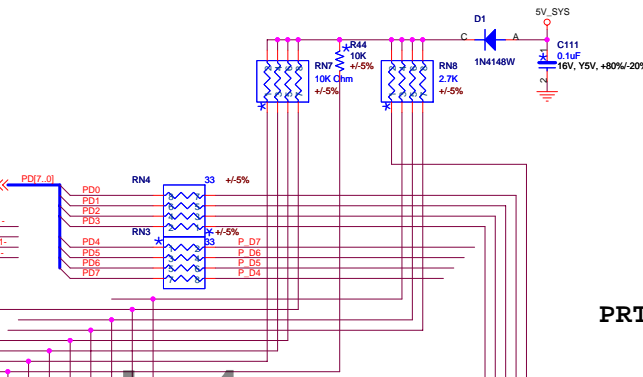 D1
5V_SYS
C
A
1N4148W
C111
0.1uF
16V, Y5V, +80%/-20%
1
2
R44
10K
+/-5%
RN7
10K Ohm
+/-5%
RN8
2.7K
+/-5%
PD[7..0]
RN4
33
+/-5%
PD0
PD1
PD2
PD3
RN3
+/-5%
33
PD4
PD5
PD6
PD7
P_D7
P_D6
P_D5
P_D4
PRT